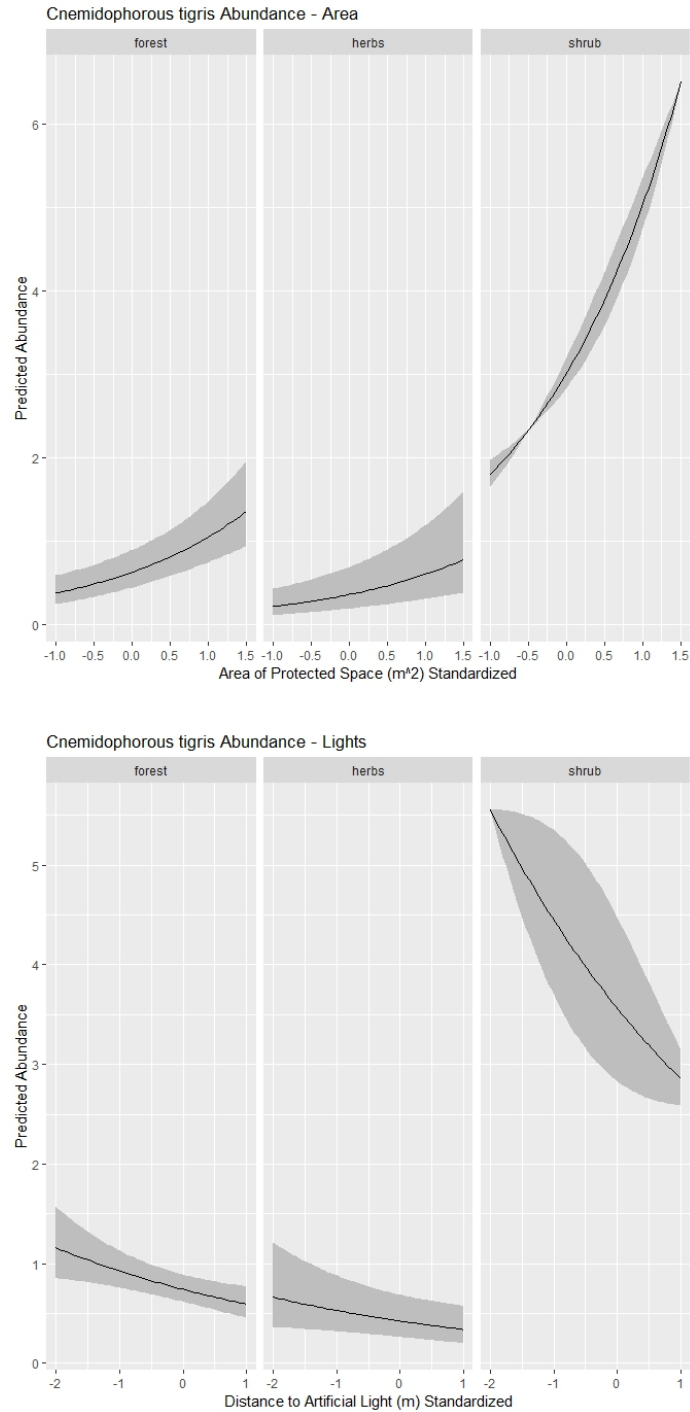 Cnemidophorous tigris Abundance - Area
forest herbs shrub
Predicted Abundance
6
4
2
0
-1.0 -0.5 0.0 0.5 1.0 1.5 -1.0 -0.5 0.0 0.5 1.0 1.5 -1.0 -0.5 0.0 0.5 1.0 1.5
Area of Protected Space (m^2) Standardized
Cnemidophorous tigris Abundance - Lights
forest herbs shrub
Predicted Abundance
5
4
3
2
1
0
-2 -1 0 1 -2 -1 0 1 -2 -1 0 1
Distance to Artificial Light (m) Standardized